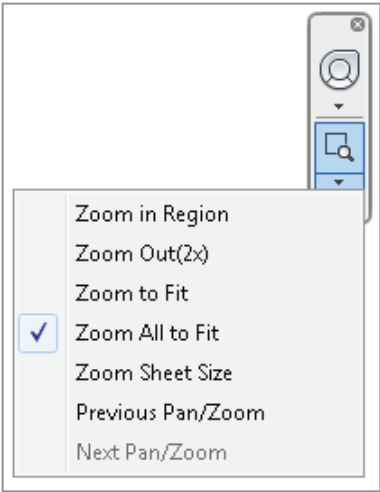 Zoom in Region
Zoom Out(2x)
Zoom to Fit
Zoom All to Fit
Zoom Sheet Size
Previous Pan/Zoom
Next Pan/Zoom